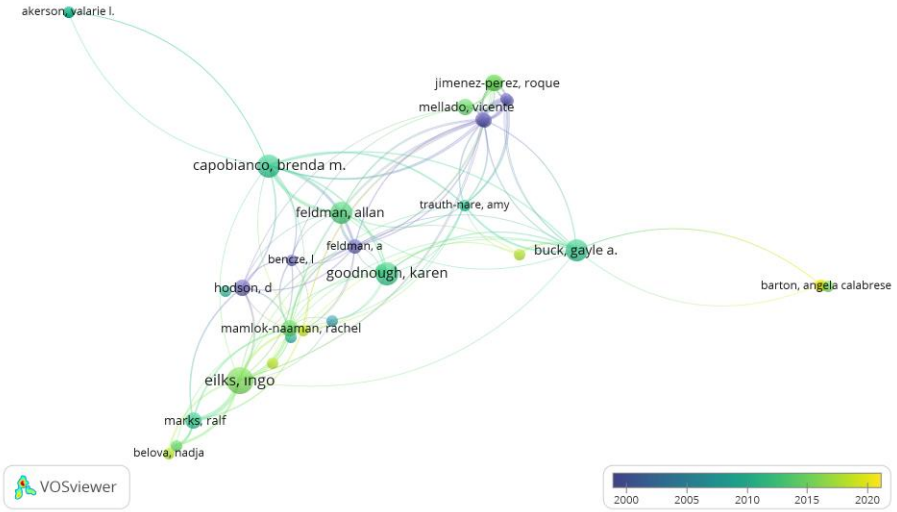 akerson, valarie l.
jimenez-perez, roque
mellado, vicente
capobianco, brenda m.
trauth-nare, amy
feldman, allan
feldman, a
buck, gayle a.
bencze, l
goodnough, karen
hodson, d
barton, angela calabrese
mamlok-naaman, rachel
eilks, ingo
marks, ralf
belova, nadja
VOSviewer
2000 2005 2010 2015 2020